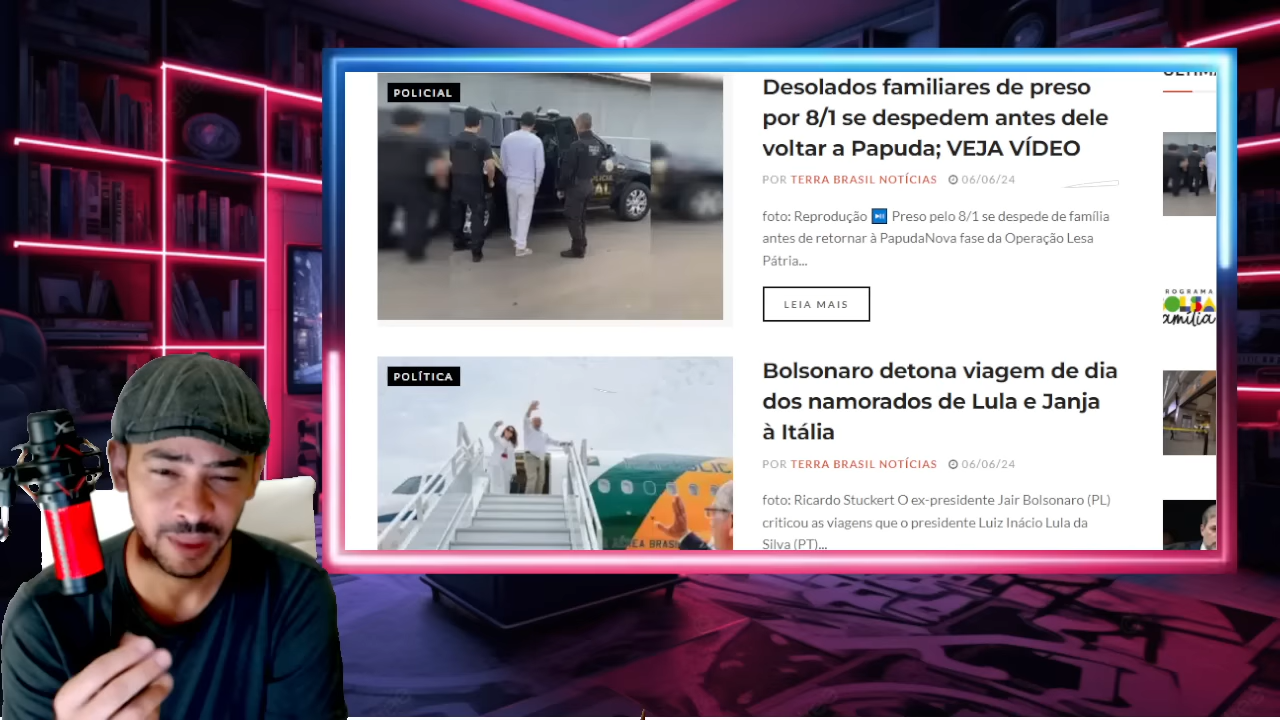 POLICIAL
Desolados familiares de preso
por 8/1 se despedem antes dele
voltar a Papuda; VEJA VÍDEO
POR TERRA BRASIL NOTÍCIAS 06/06/24
foto: Reprodução ⏯ Preso pelo 8/1 se despede de família
antes de retornar à PapudaNova fase da Operação Lesa
Pátria...
LEIA MAIS
POLÍTICA
Bolsonaro detona viagem de dia
dos namorados de Lula e Janja
à Itália
POR TERRA BRASIL NOTÍCIAS 06/06/24
foto: Ricardo Stuckert O ex-presidente Jair Bolsonaro (PL)
criticou as viagens que o presidente Luiz Inácio Lula da
Silva (PT)...